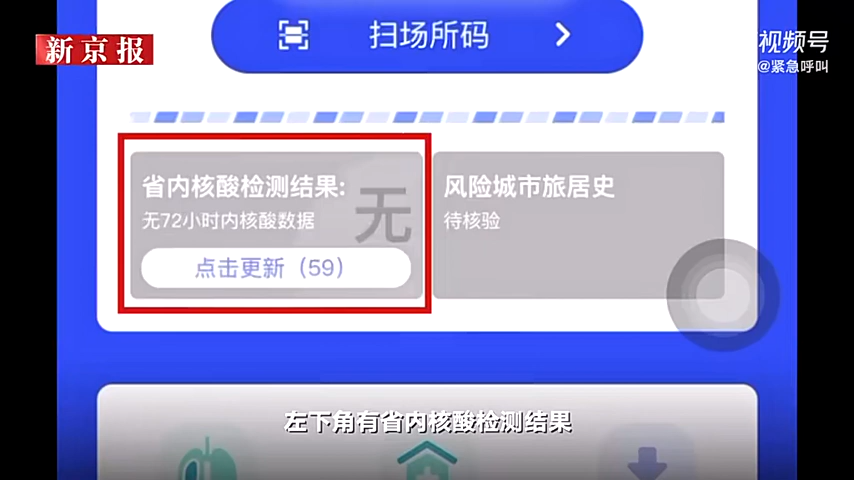 扫场所码
新京报
视频号
@紧急呼叫
省内核酸检测结果:
无72小时内核酸数据
无
点击更新（59）
风险城市旅居史
待核验
左下角有省内核酸检测结果